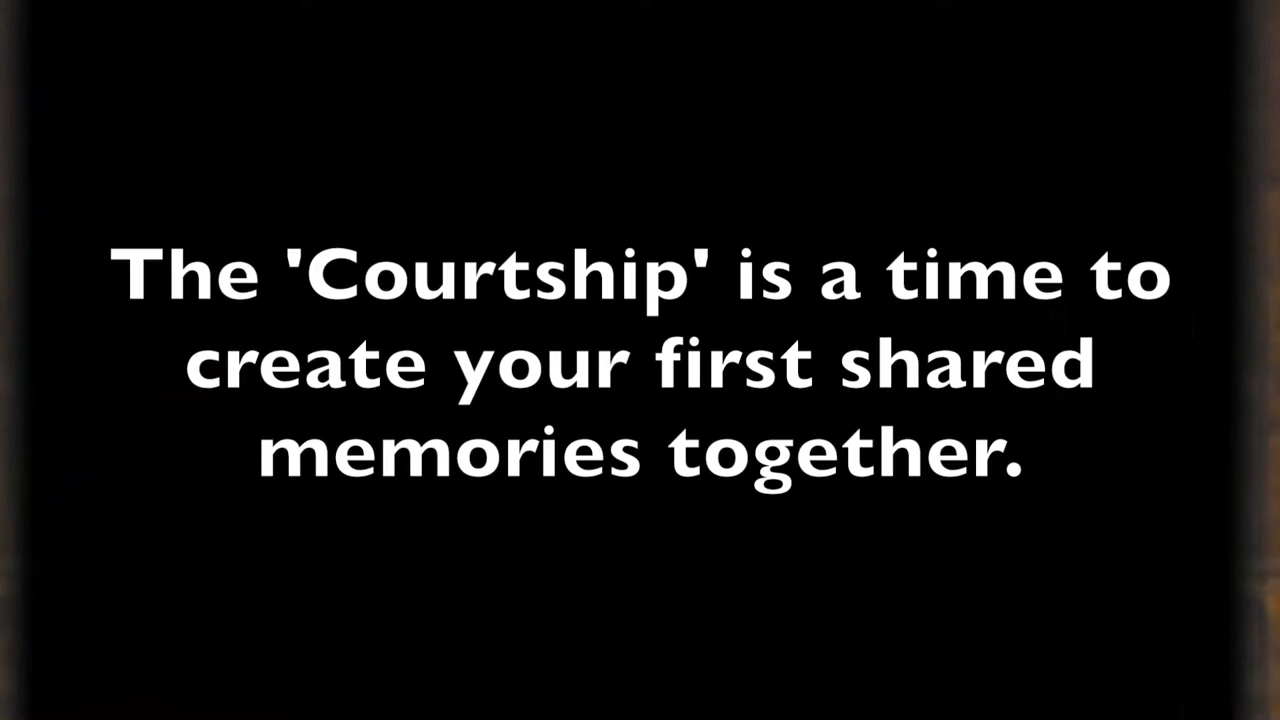 The 'Courtship' is a time to
create your first shared
memories together.